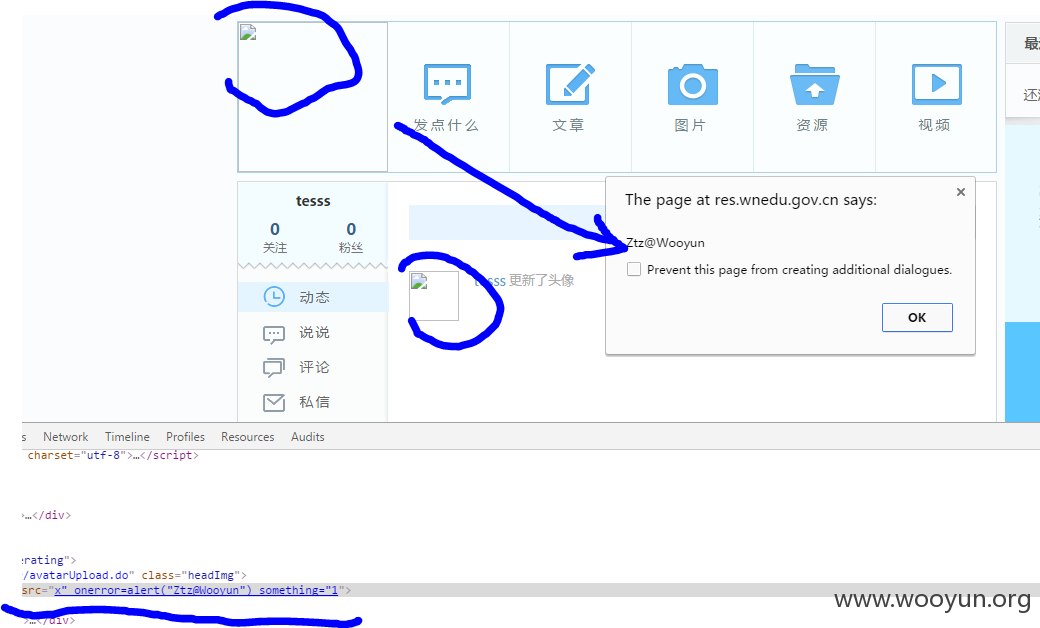 最
还
发点什么 文章 图片 资源 视频
tesss
0 0
关注 粉丝
动态
说说
评论
私信
tesss 更新了头像
The page at res.wnedu.gov.cn says:
Ztz@Wooyun
Prevent this page from creating additional dialogues.
OK
s Network Timeline Profiles Resources Audits
charset="utf-8">…</script>
>…</div>
erating">
/avatarUpload.do" class="headImg">
src="x" onerror=alert("Ztz@Wooyun") something="1">
>…</div>
www.wooyun.org